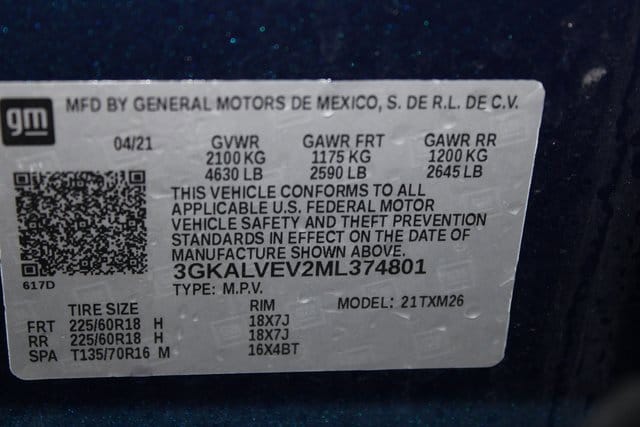 gm
MFD BY GENERAL MOTORS DE MEXICO, S. DE R.L. DE C.V.
04/21 GVWR GAWR FRT GAWR RR
2100 KG 1175 KG 1200 KG
4630 LB 2590 LB 2645 LB
THIS VEHICLE CONFORMS TO ALL
APPLICABLE U.S. FEDERAL MOTOR
VEHICLE SAFETY AND THEFT PREVENTION
STANDARDS IN EFFECT ON THE DATE OF
MANUFACTURE SHOWN ABOVE.
3GKALVEV2ML374801
617D
TYPE: M.P.V. MODEL: 21TXM26
TIRE SIZE RIM
FRT 225/60R18 H 18X7J
RR 225/60R18 H 18X7J
SPA T135/70R16 M 16X4BT